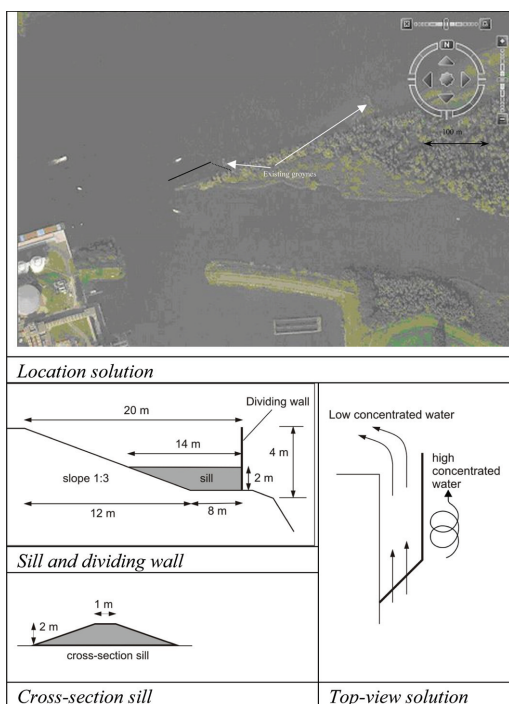 N
100 m
Existing groynes
Location solution
20 m
Dividing wall
14 m
4 m
slope 1:3
sill
2 m
12 m
8 m
Sill and dividing wall
Low concentrated water
high
concentrated
water
1 m
2 m
cross-section sill
Cross-section sill
Top-view solution